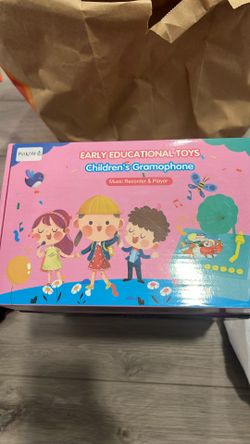 EARLY EDUCATIONAL TOYS
Children's Gramophone
Music Recorder & Player